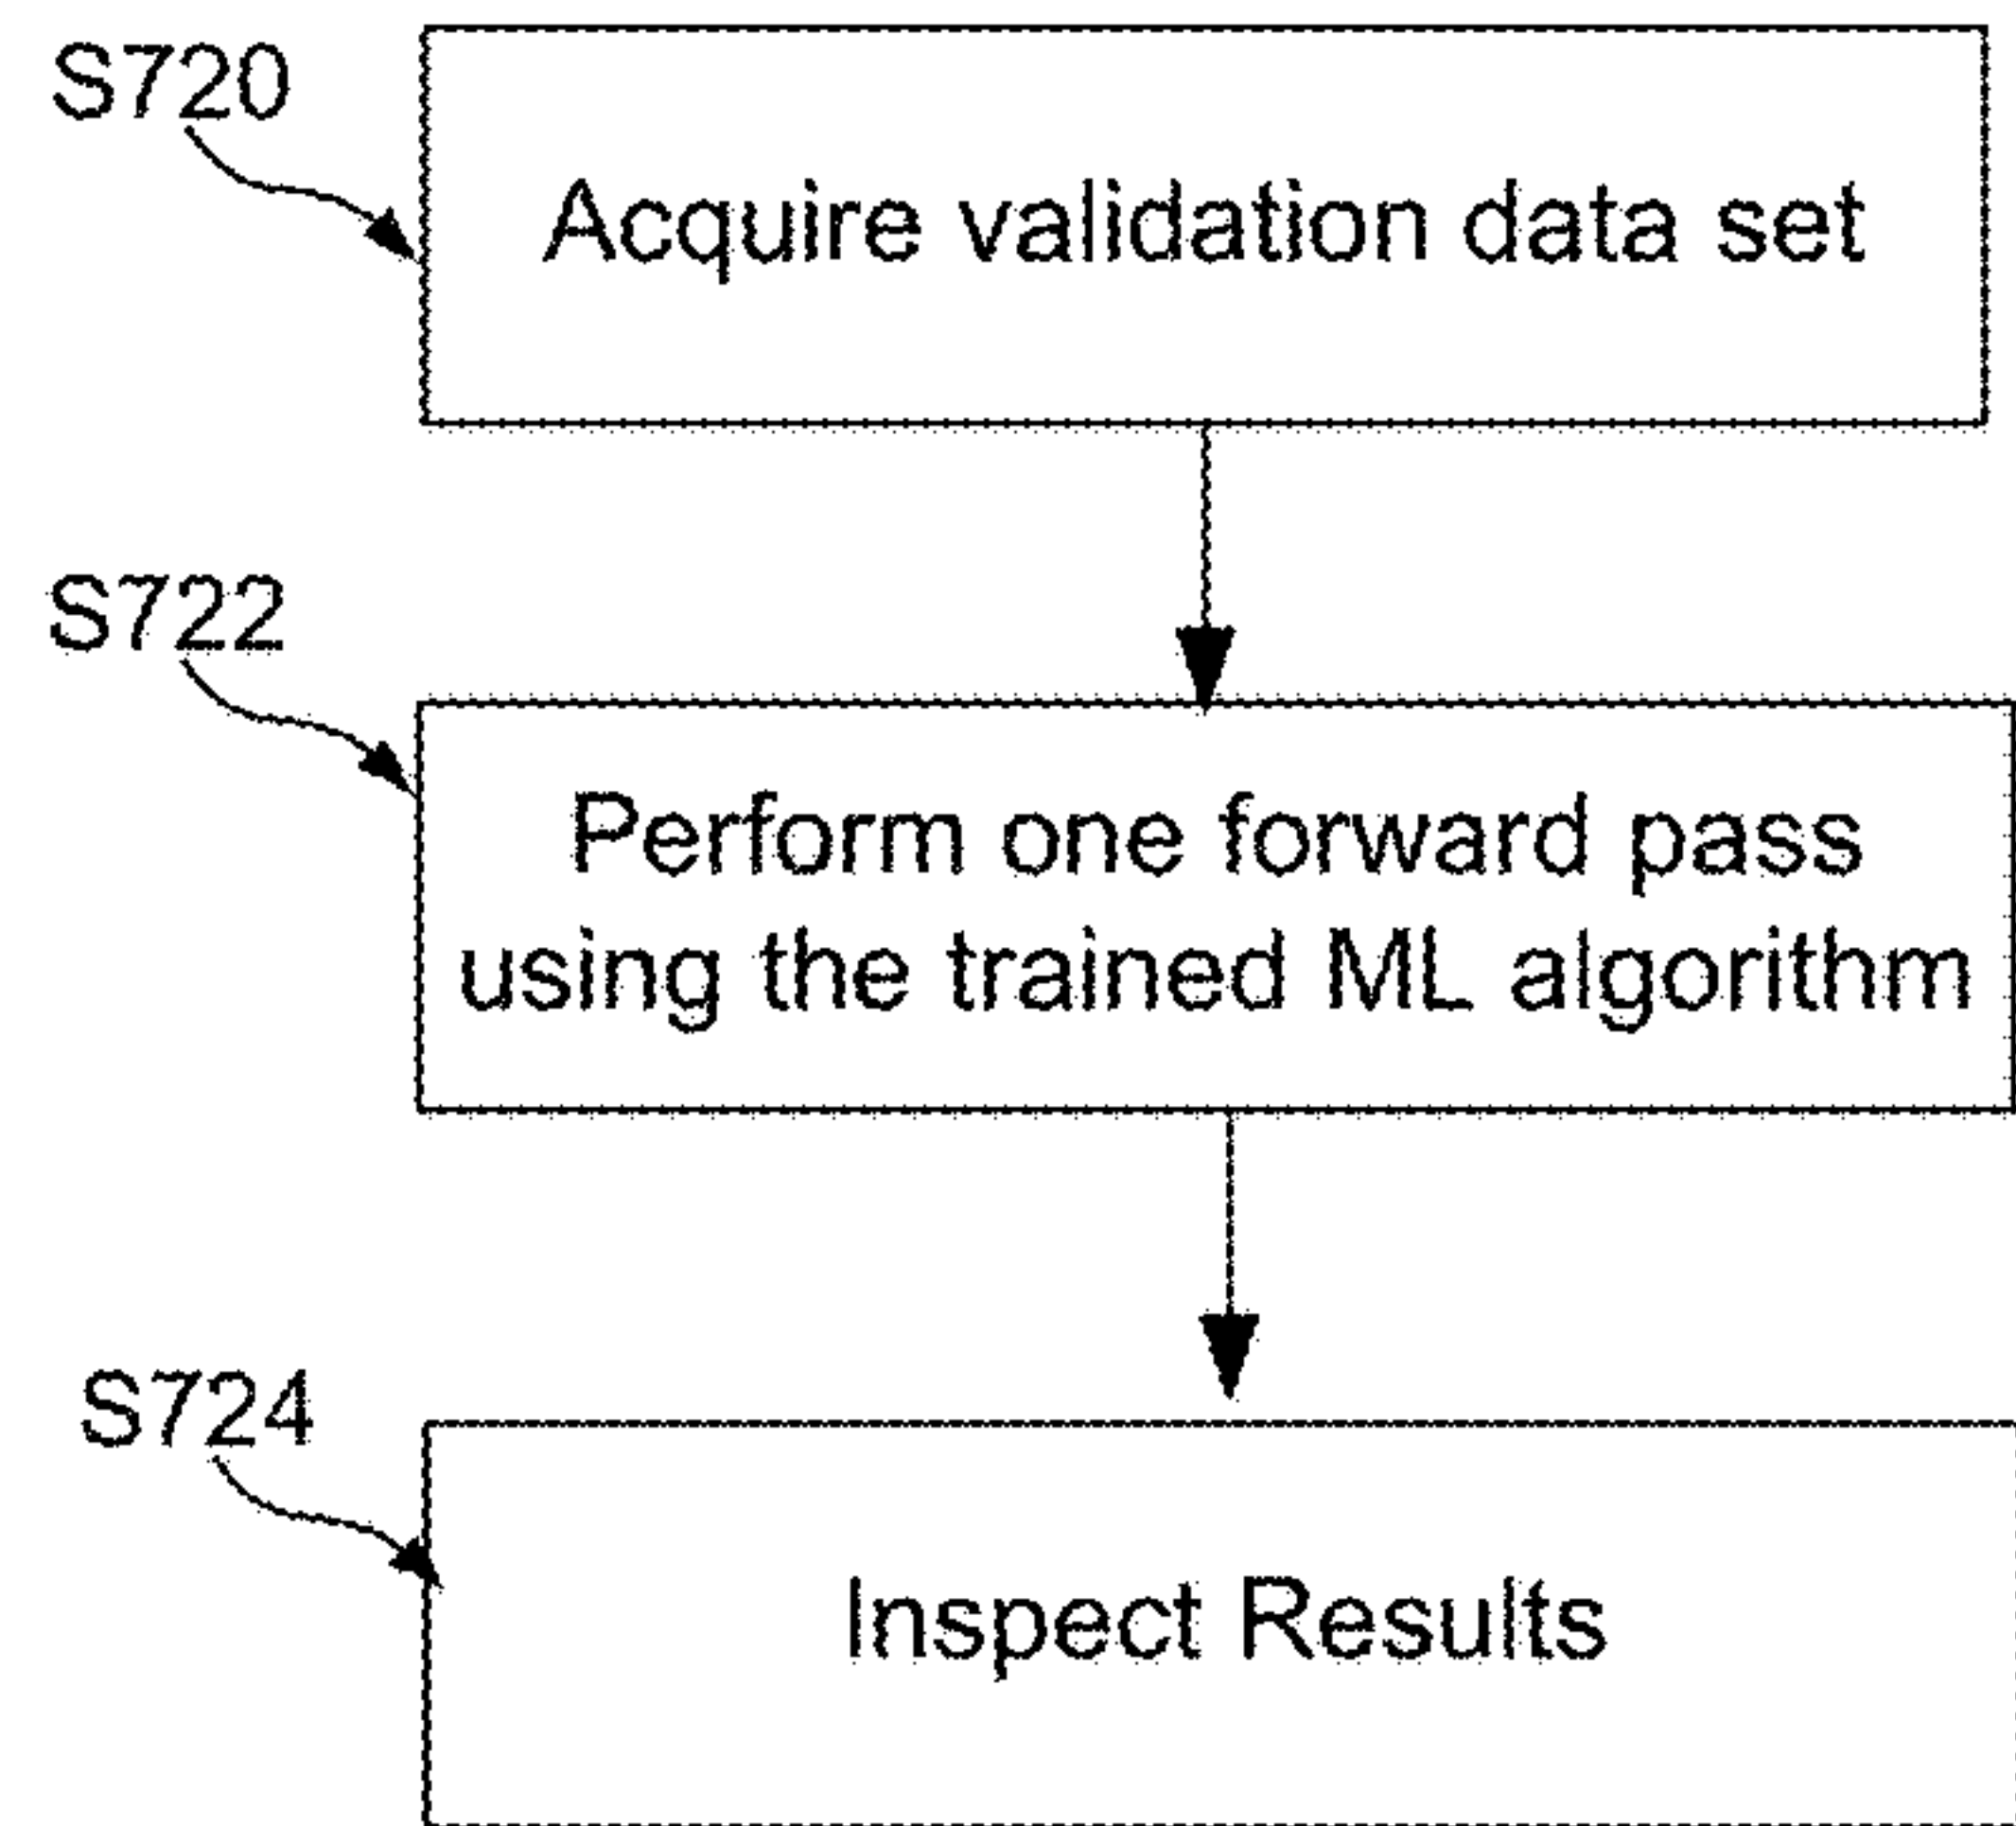 S720
Acquire validation data set
S722
Perform one forward pass
using the trained ML algorithm
S724
Inspect Results